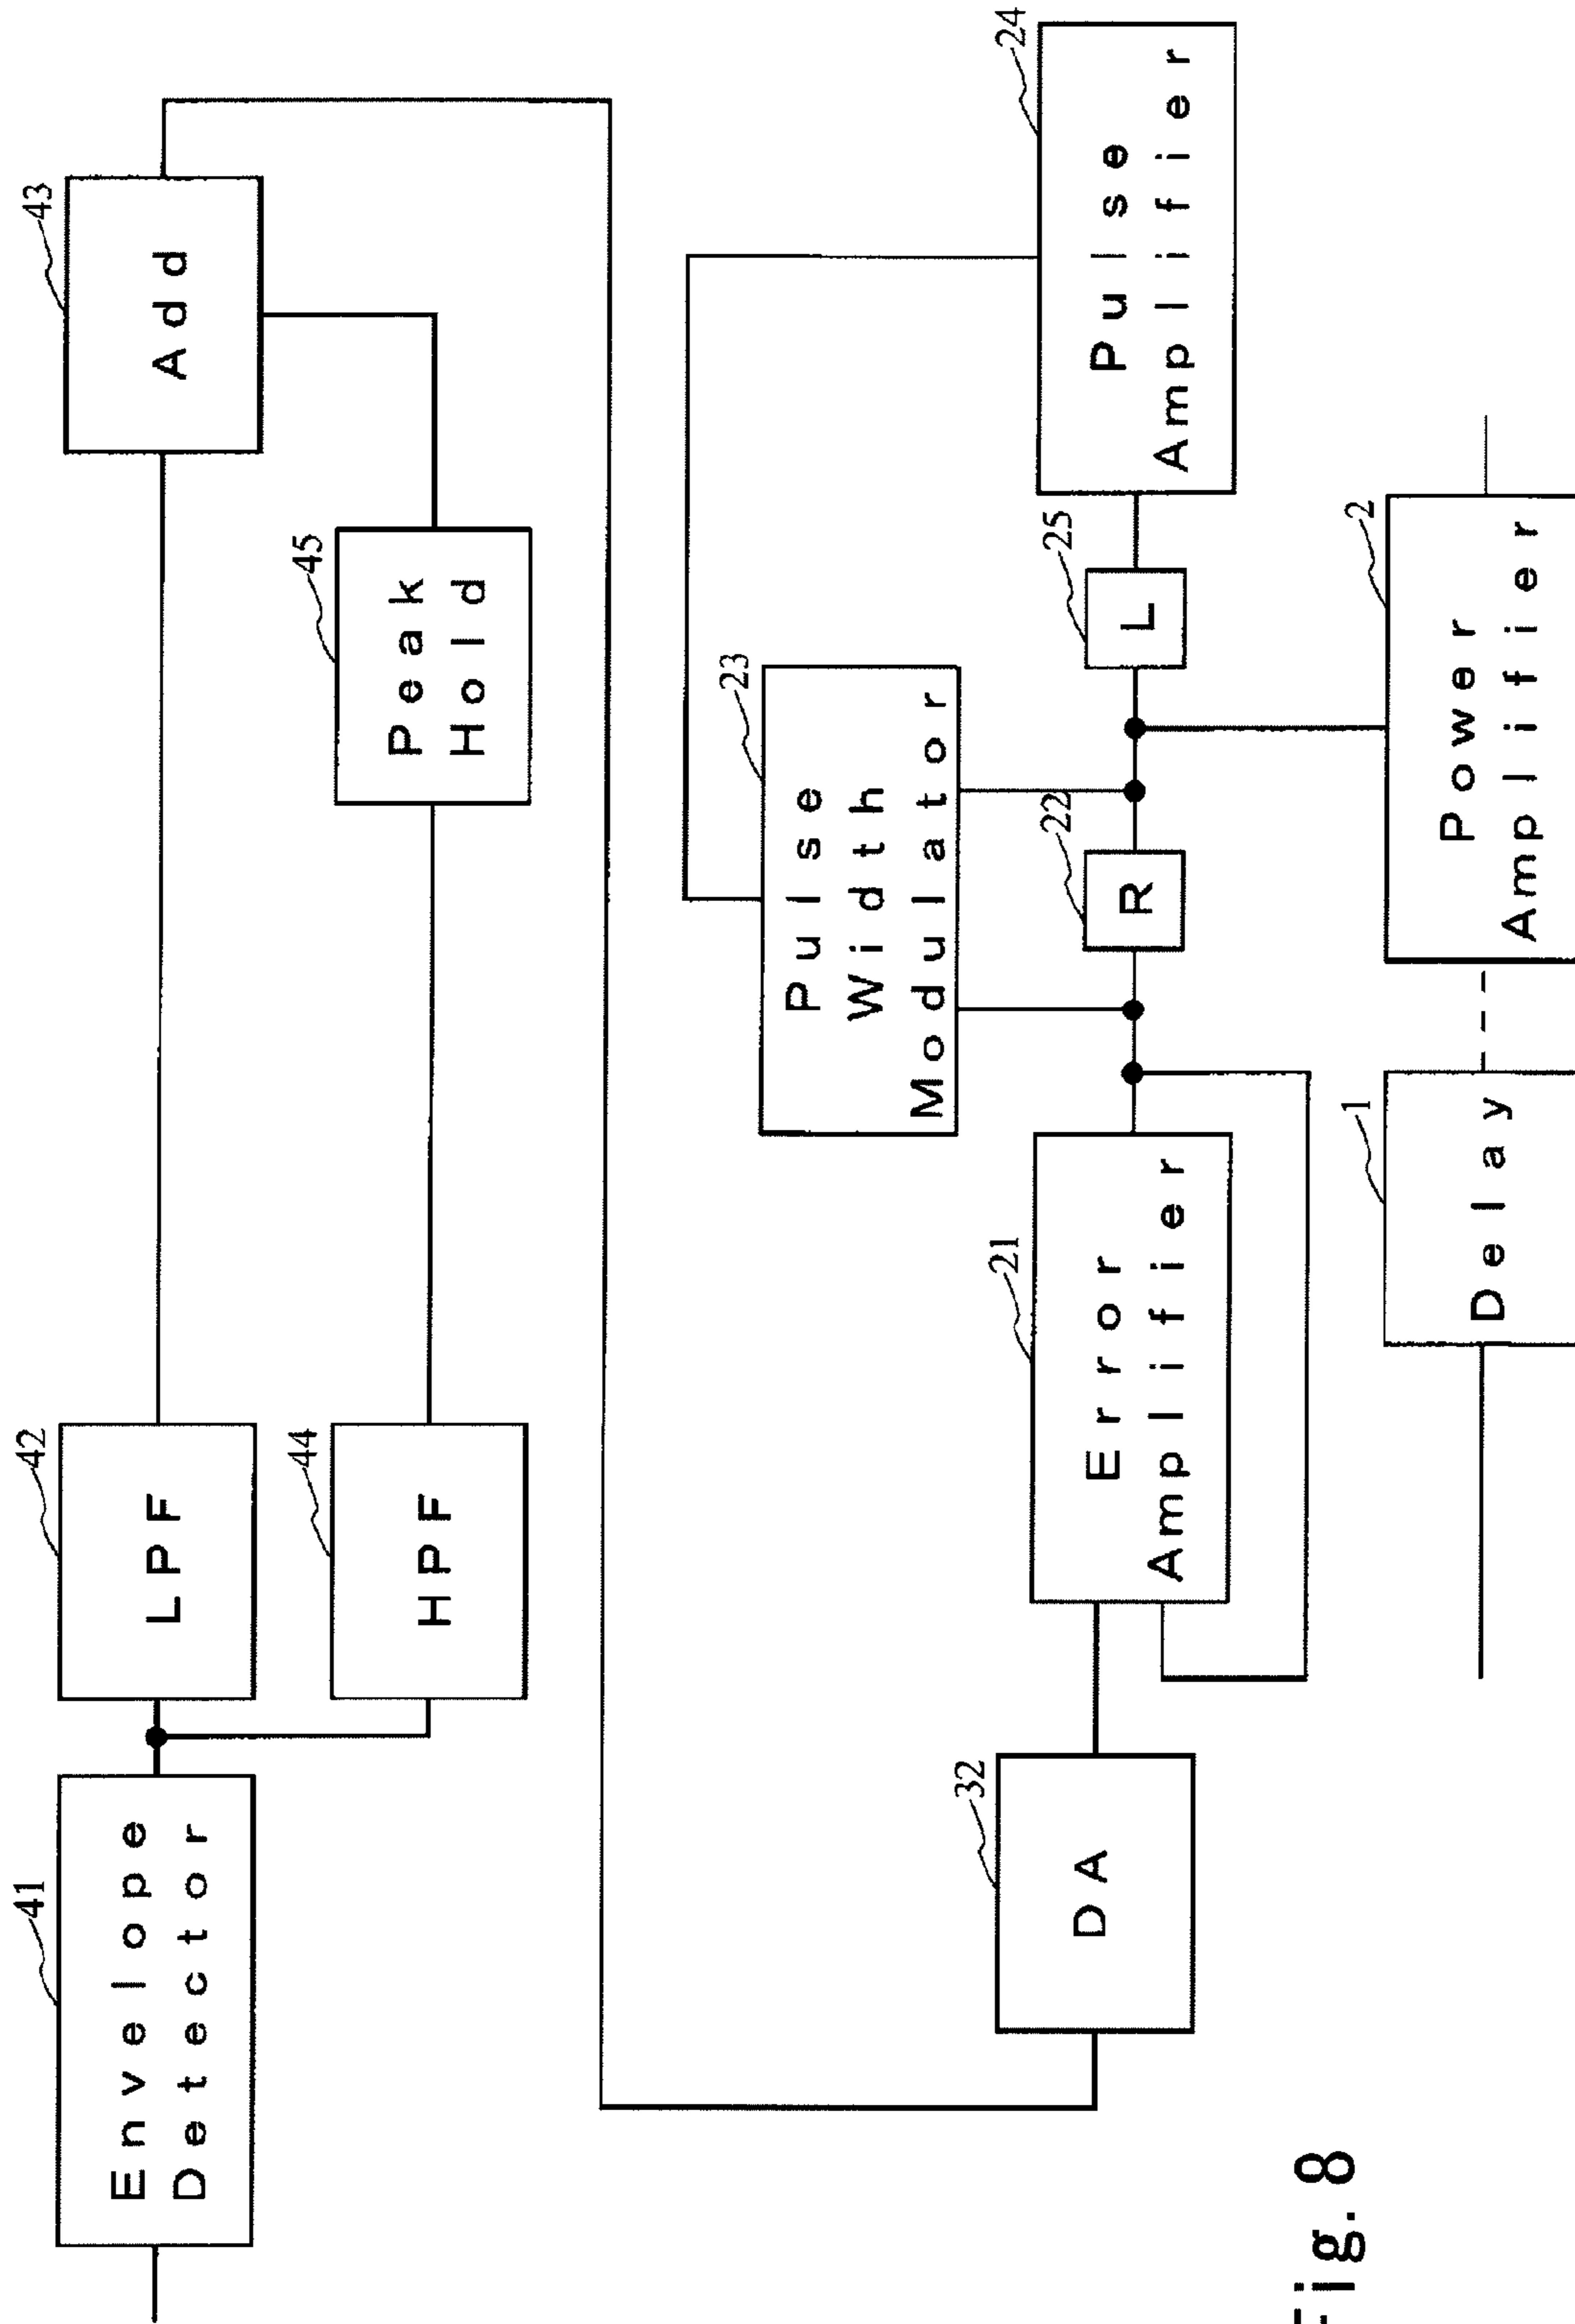 41
Envelope
Detector
42
LPF
43
Add
44
HPF
45
Peak
Hold
32
DA
21
Error
Amplifier
22
R
23
Pulse
Width
Modulator
25
L
24
Pulse
Amplifier
1
Delay
2
Power
Amplifier
Fig. 8